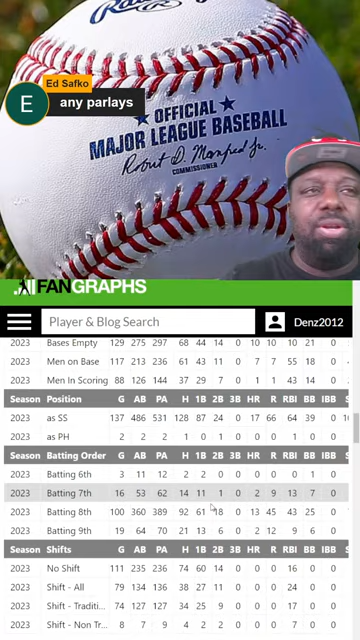 Rawlings
Ed Safko
E
any parlays
★ OFFICIAL ★
MAJOR LEAGUE BASEBALL
Robert D. Manfred Jr.
COMMISSIONER
FANGRAPHS
Player & Blog Search
Denz2012
2023 Bases Empty 129 275 297 68 44 14 0 10 10 10 21 0
2023 Men on Base 117 213 236 61 43 11 0 7 7 55 18 0
2023 Men In Scoring 88 126 144 37 29 7 0 1 1 43 14 0
Season Position G AB PA H 1B 2B 3B HR R RBI BB IBB
2023 as SS 137 486 531 128 87 24 0 17 66 64 39 0
2023 as PH 2 2 2 1 0 1 0 0 1 0 0
Season Batting Order G AB PA H 1B 2B 3B HR R RBI BB IBB
2023 Batting 6th 3 11 12 2 2 0 0 0 0 0 1 0
2023 Batting 7th 16 53 62 14 11 1 0 2 9 13 7 0
2023 Batting 8th 100 360 389 92 61 18 0 13 45 43 25 0
2023 Batting 9th 19 64 70 21 13 6 0 2 12 9 6 0
Season Shifts G AB PA H 1B 2B 3B HR R RBI BB IBB
2023 No Shift 111 235 236 74 60 14 0 0 0 16 0 0
2023 Shift - All 79 134 136 38 27 11 0 0 0 24 0 0
2023 Shift - Traditi... 74 127 127 34 25 9 0 0 0 17 0 0
2023 Shift - Non Tr... 8 7 9 4 2 2 0 0 0 7 0 0